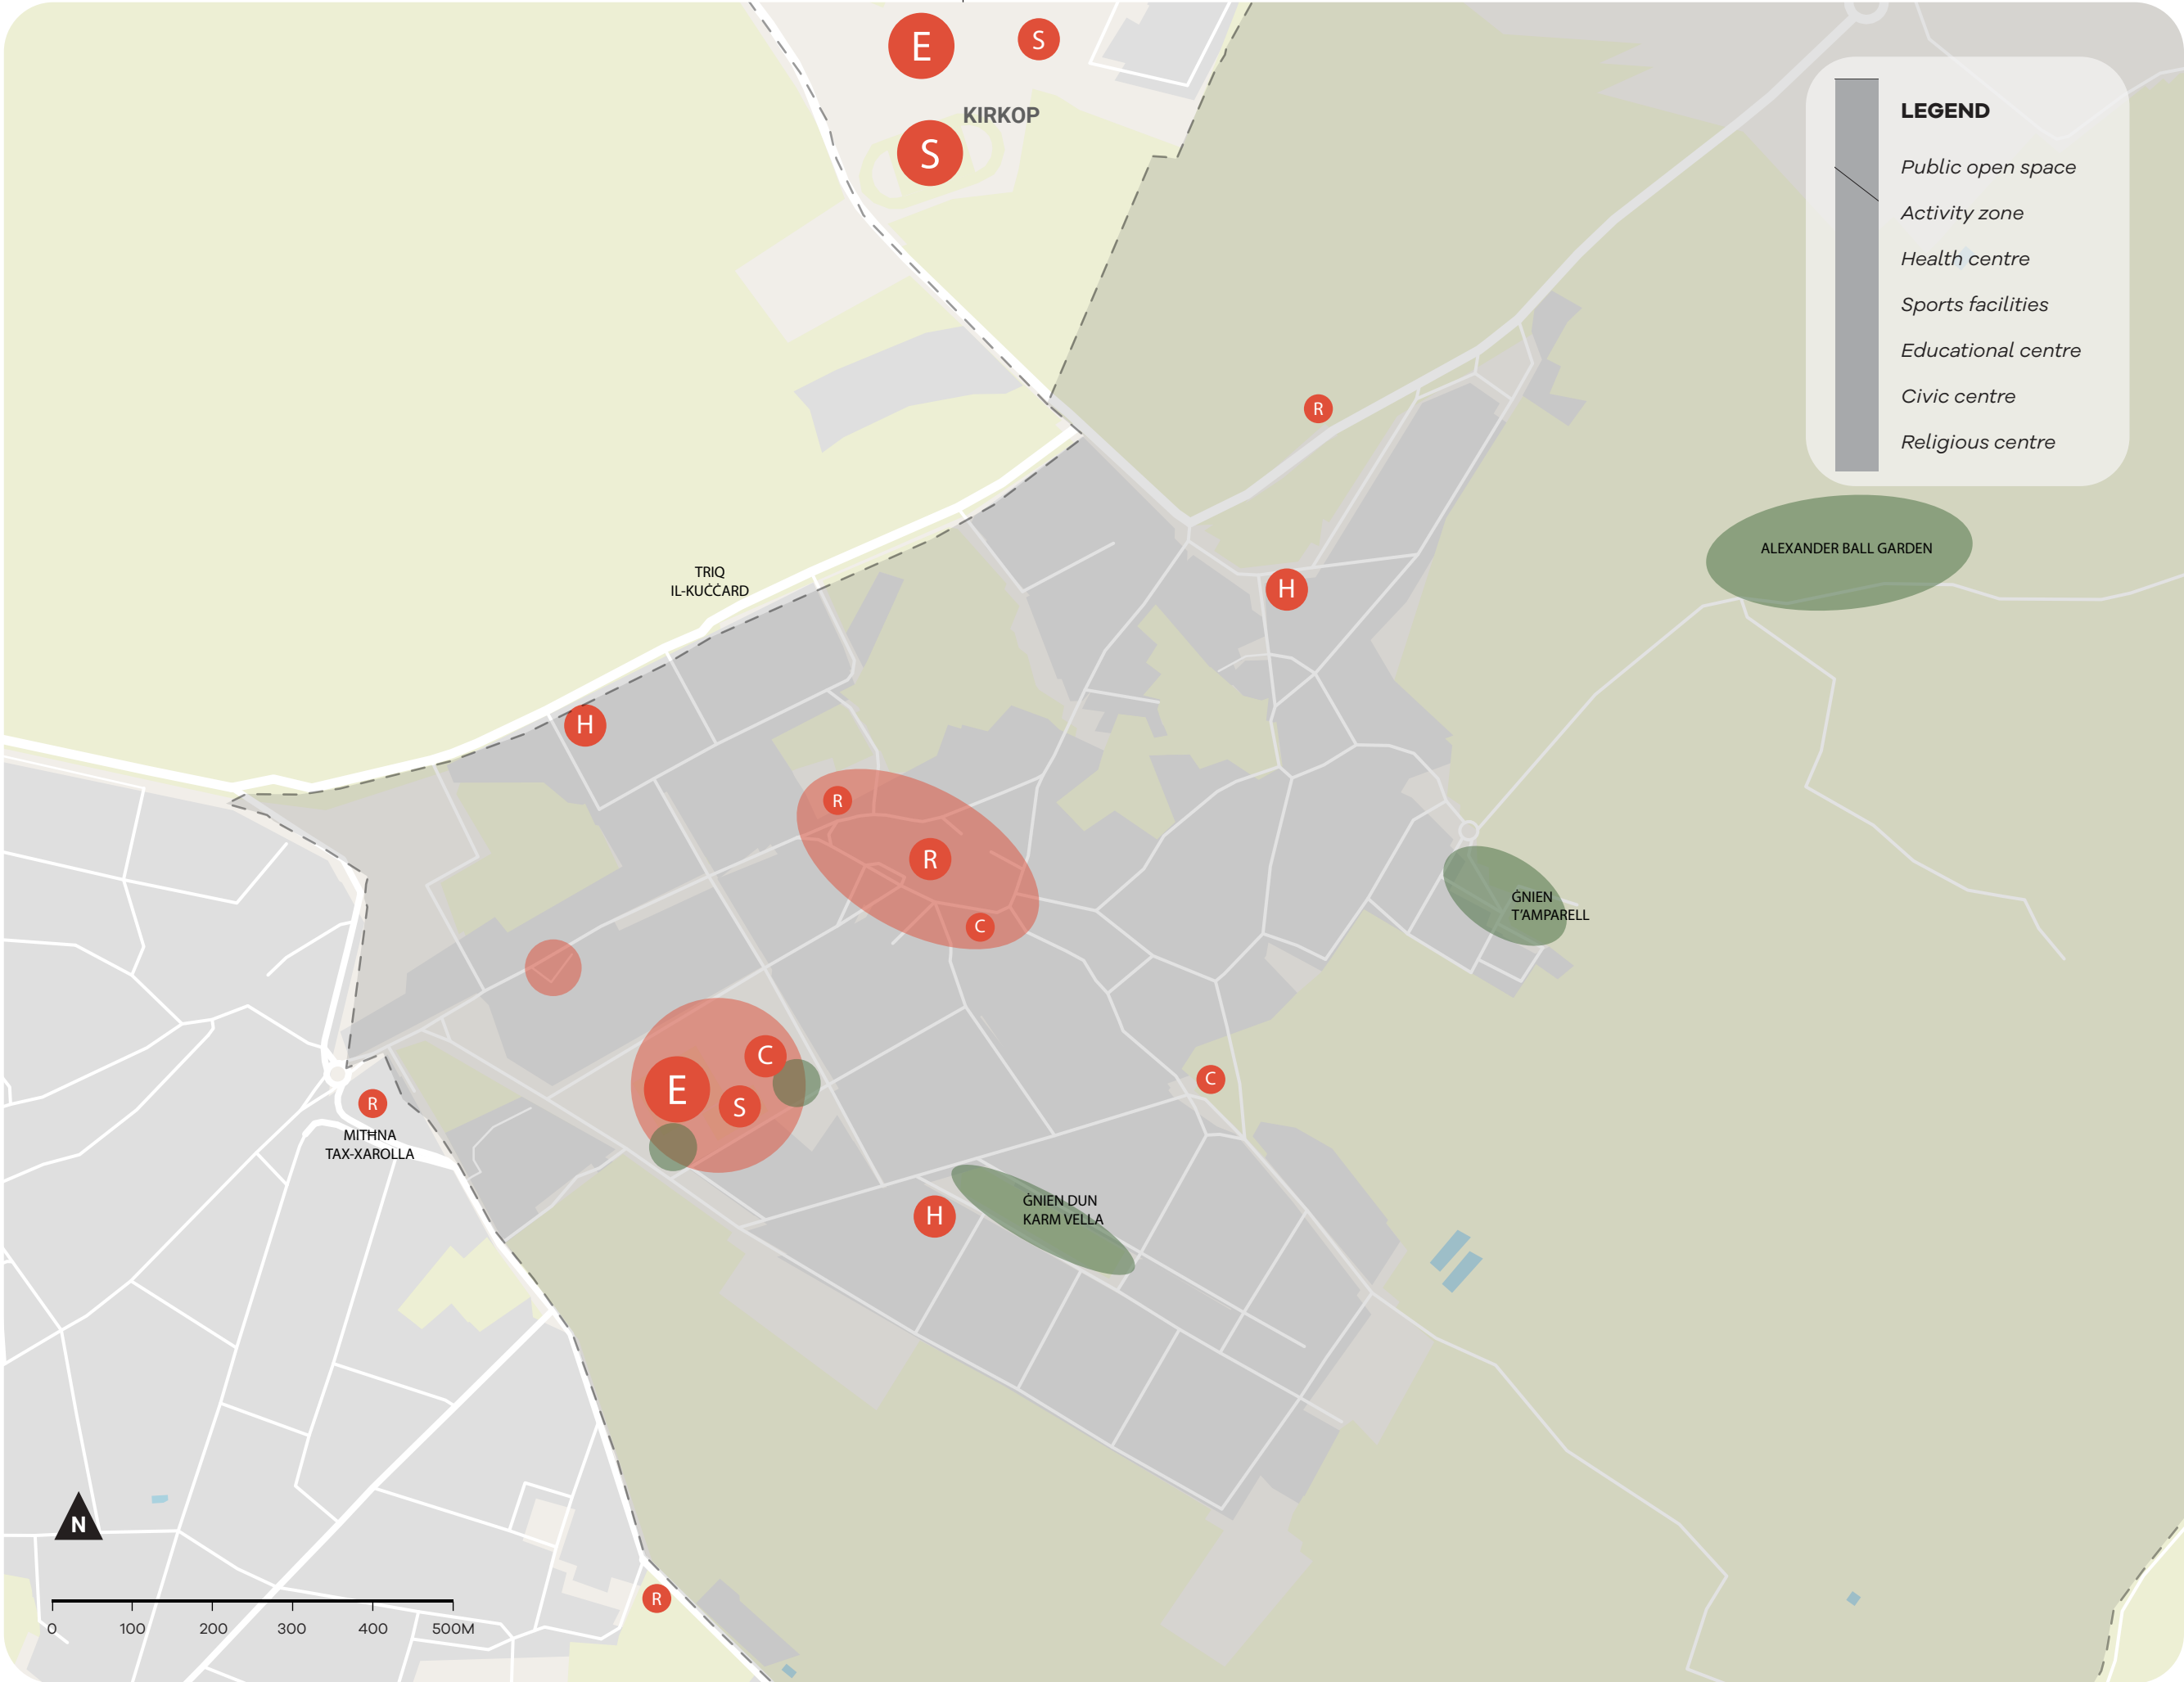 E
S
KIRKOP
S
LEGEND
Public open space
Activity zone
Health centre
Sports facilities
Educational centre
Civic centre
Religious centre
R
ALEXANDER BALL GARDEN
TRIQ
IL-KUĊĊARD
H
H
R
R
C
ĠNIEN
T'AMPARELL
C
E
S
C
R
MITĦNA
TAX-XAROLLA
H
ĠNIEN DUN
KARM VELLA
N
R
0 100 200 300 400 500M